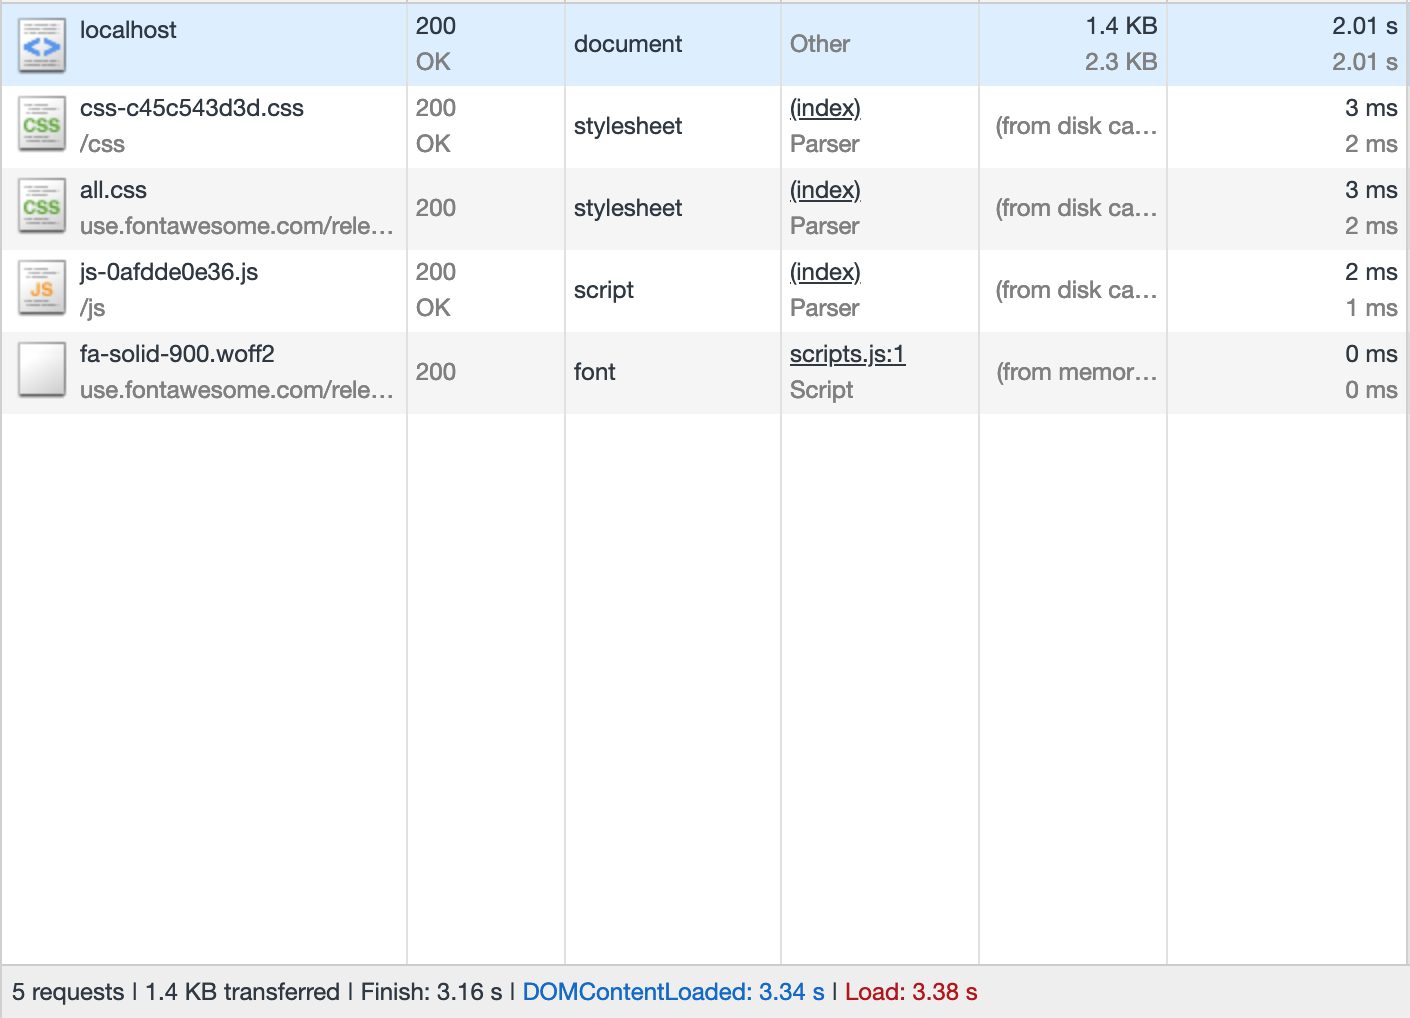 localhost
200
OK
document
Other
1.4 KB
2.3 KB
2.01 s
2.01 s
CSS
css-c45c543d3d.css
/css
200
OK
stylesheet
(index)
Parser
(from disk ca...
3 ms
2 ms
CSS
all.css
use.fontawesome.com/rele...
200
stylesheet
(index)
Parser
(from disk ca...
3 ms
2 ms
JS
js-0afdde0e36.js
/js
200
OK
script
(index)
Parser
(from disk ca...
2 ms
1 ms
fa-solid-900.woff2
use.fontawesome.com/rele...
200
font
scripts.js:1
Script
(from memor...
0 ms
0 ms
5 requests | 1.4 KB transferred | Finish: 3.16 s | DOMContentLoaded: 3.34 s | Load: 3.38 s